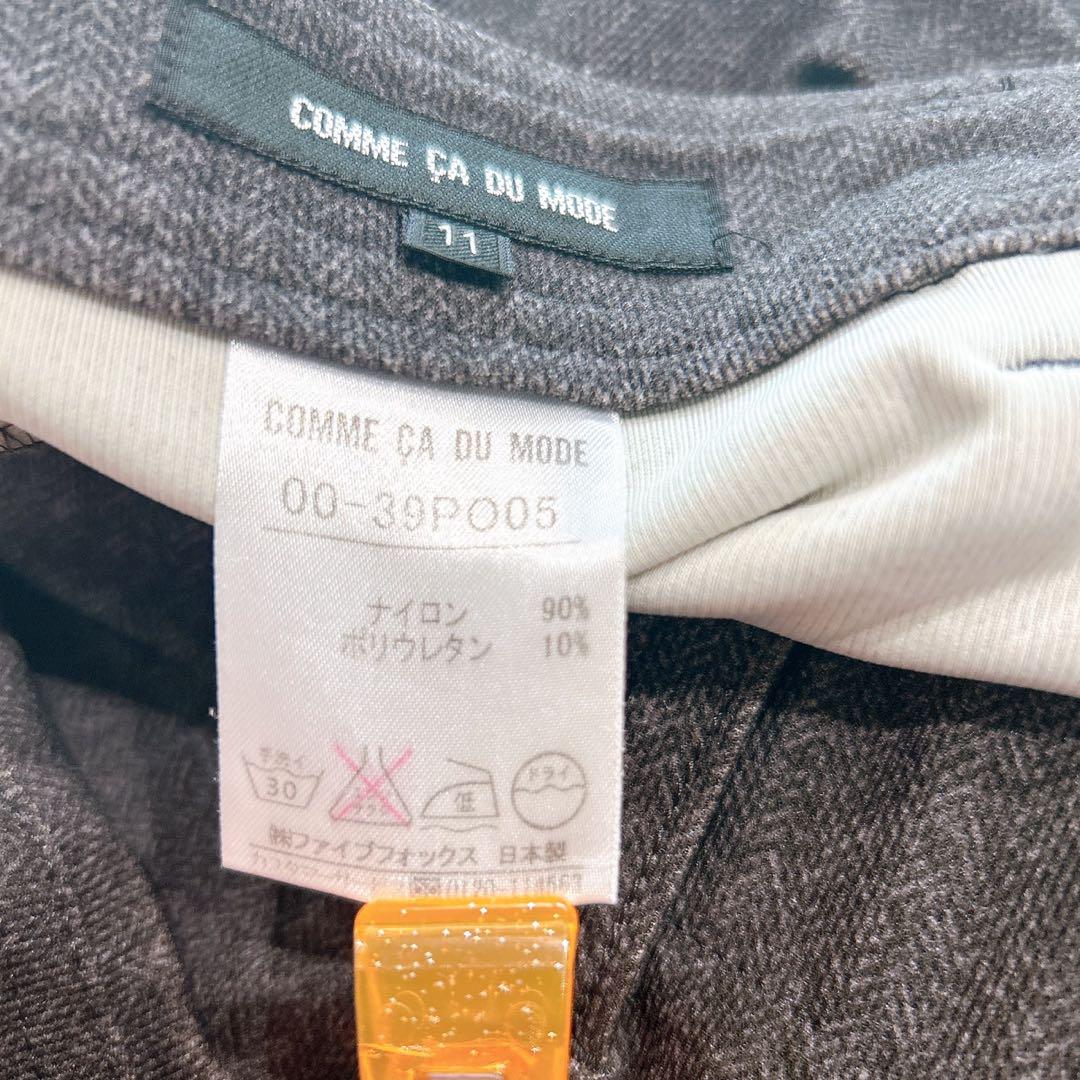 COMME ÇA DU MODE
11
COMME ÇA DU MODE
00-39PO05
ナイロン 90%
ポリウレタン 10%
手洗イ
30
低
ドライ
㈱ファイブフォックス 日本製